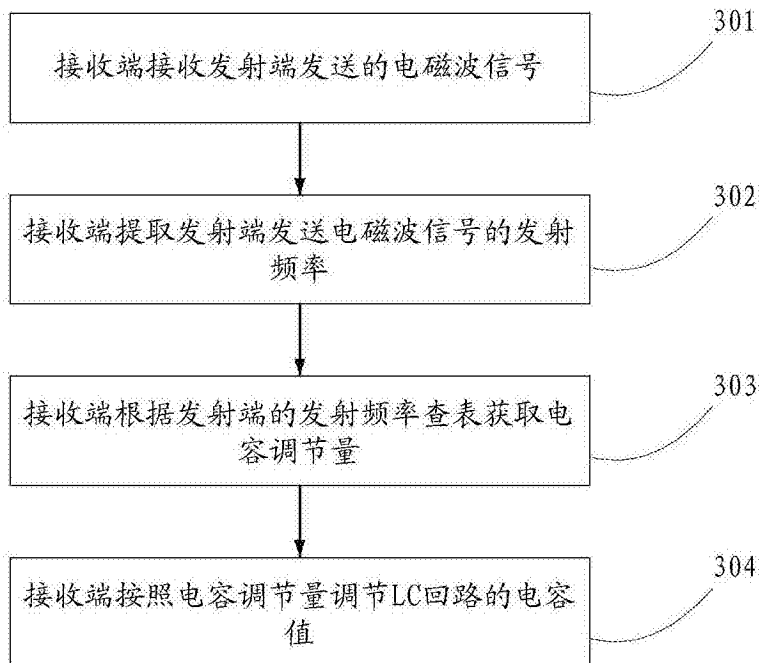 301
接收端接收发射端发送的电磁波信号
302
接收端提取发射端发送电磁波信号的发射
频率
303
接收端根据发射端的发射频率查表获取电
容调节量
304
接收端按照电容调节量调节LC回路的电容
值